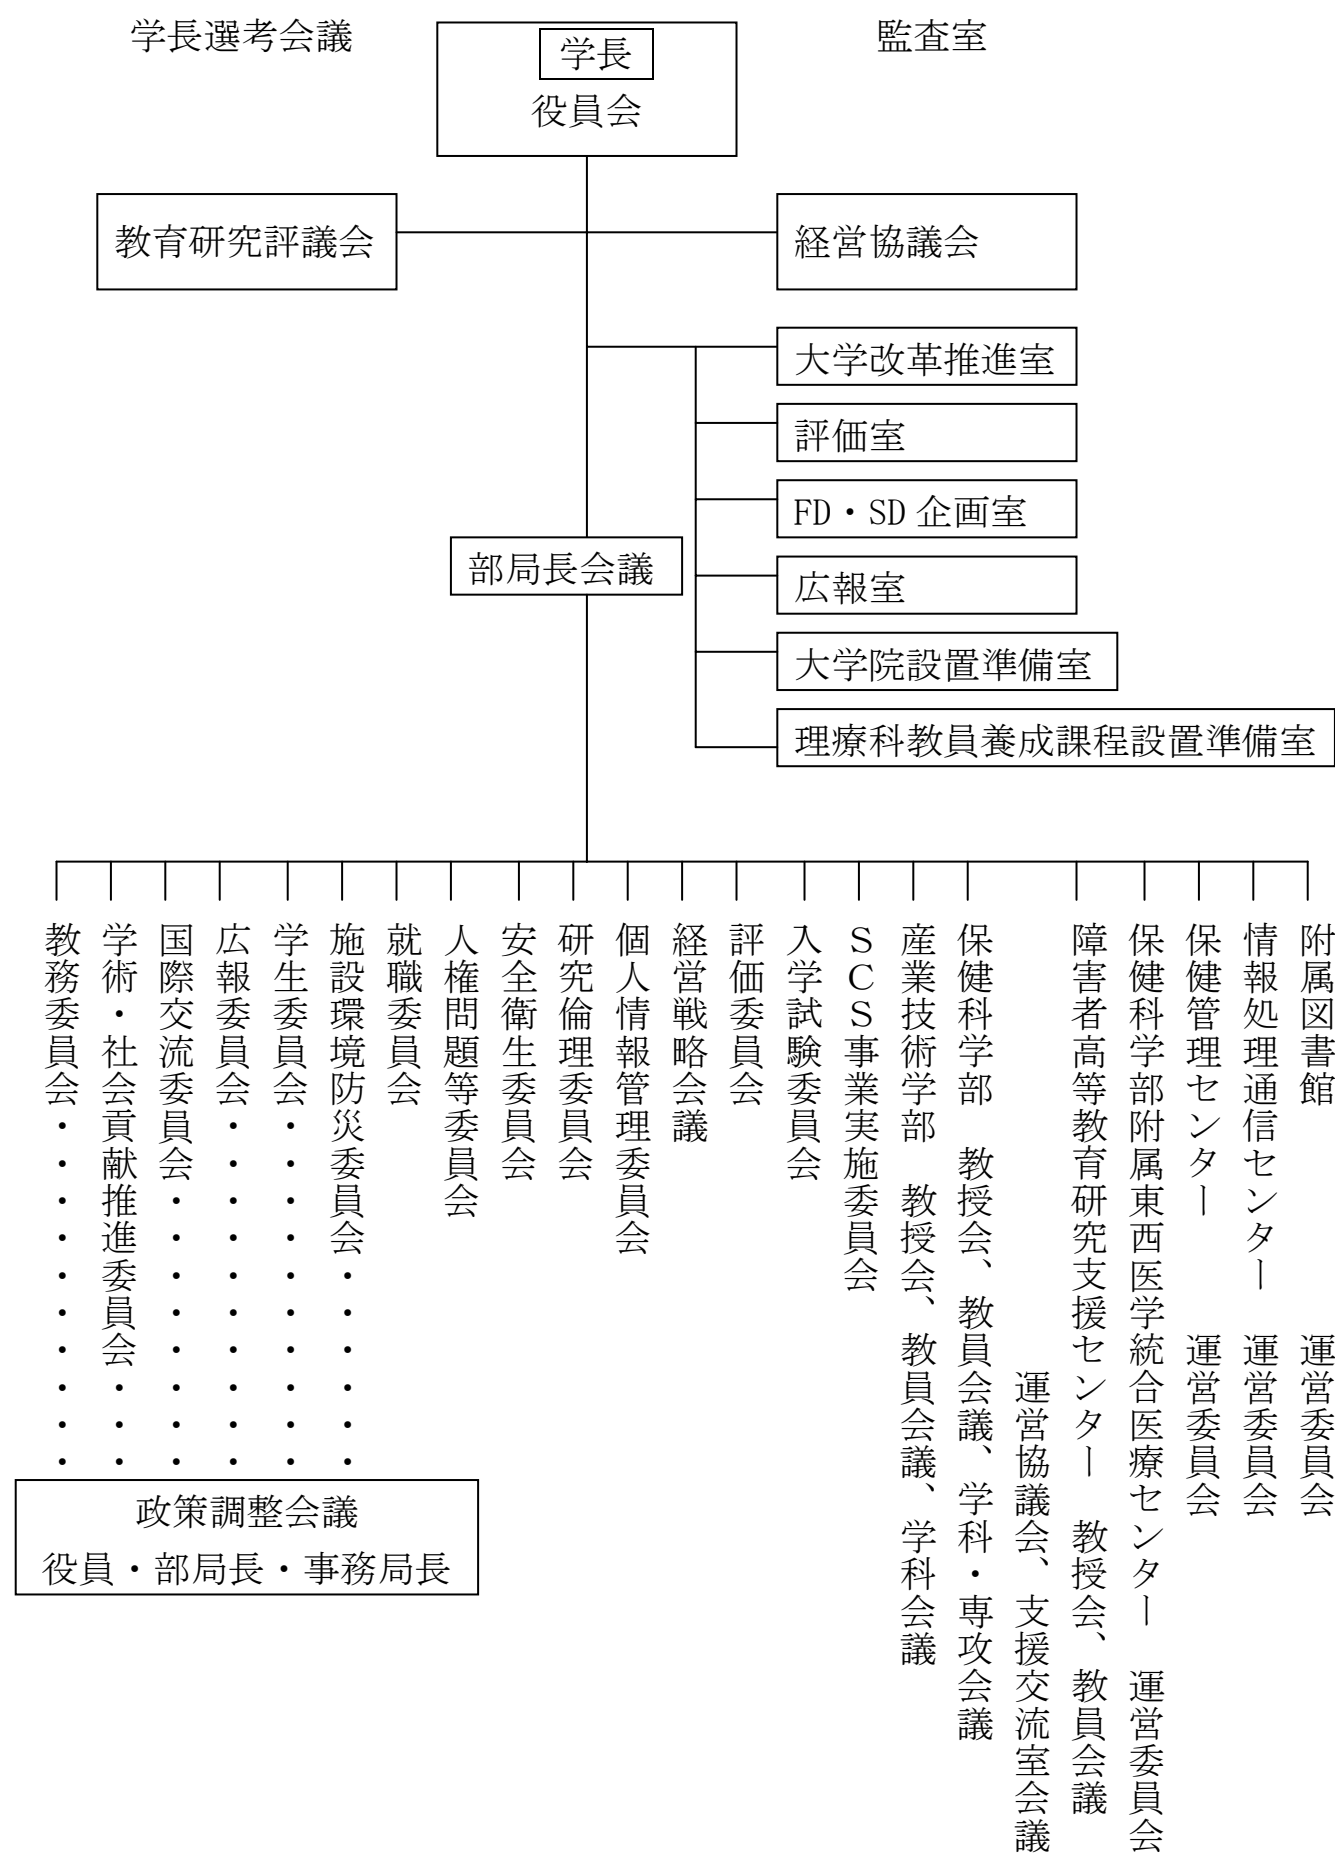 学長選考会議
学長
役員会
監査室
教育研究評議会
経営協議会
大学改革推進室
評価室
FD・SD 企画室
部局長会議
広報室
大学院設置準備室
理療科教員養成課程設置準備室
教務委員会・・・・・・・・・・
学術・社会貢献推進委員会・・・
国際交流委員会・・・・・・・・
広報委員会・・・・・・・・・・
学生委員会・・・・・・・・・・
施設環境防災委員会・・・・・・
就職委員会
人権問題等委員会
安全衛生委員会
研究倫理委員会
個人情報管理委員会
経営戦略会議
評価委員会
入学試験委員会
ＳＣＳ事業実施委員会
産業技術学部　教授会、教員会議、学科会議
保健科学部　教授会、教員会議、学科・専攻会議
障害者高等教育研究支援センター　教授会、教員会議
運営協議会、支援交流室会議
保健科学部附属東西医学統合医療センター　運営委員会
保健管理センター　運営委員会
情報処理通信センター　運営委員会
附属図書館　運営委員会
政策調整会議
役員・部局長・事務局長